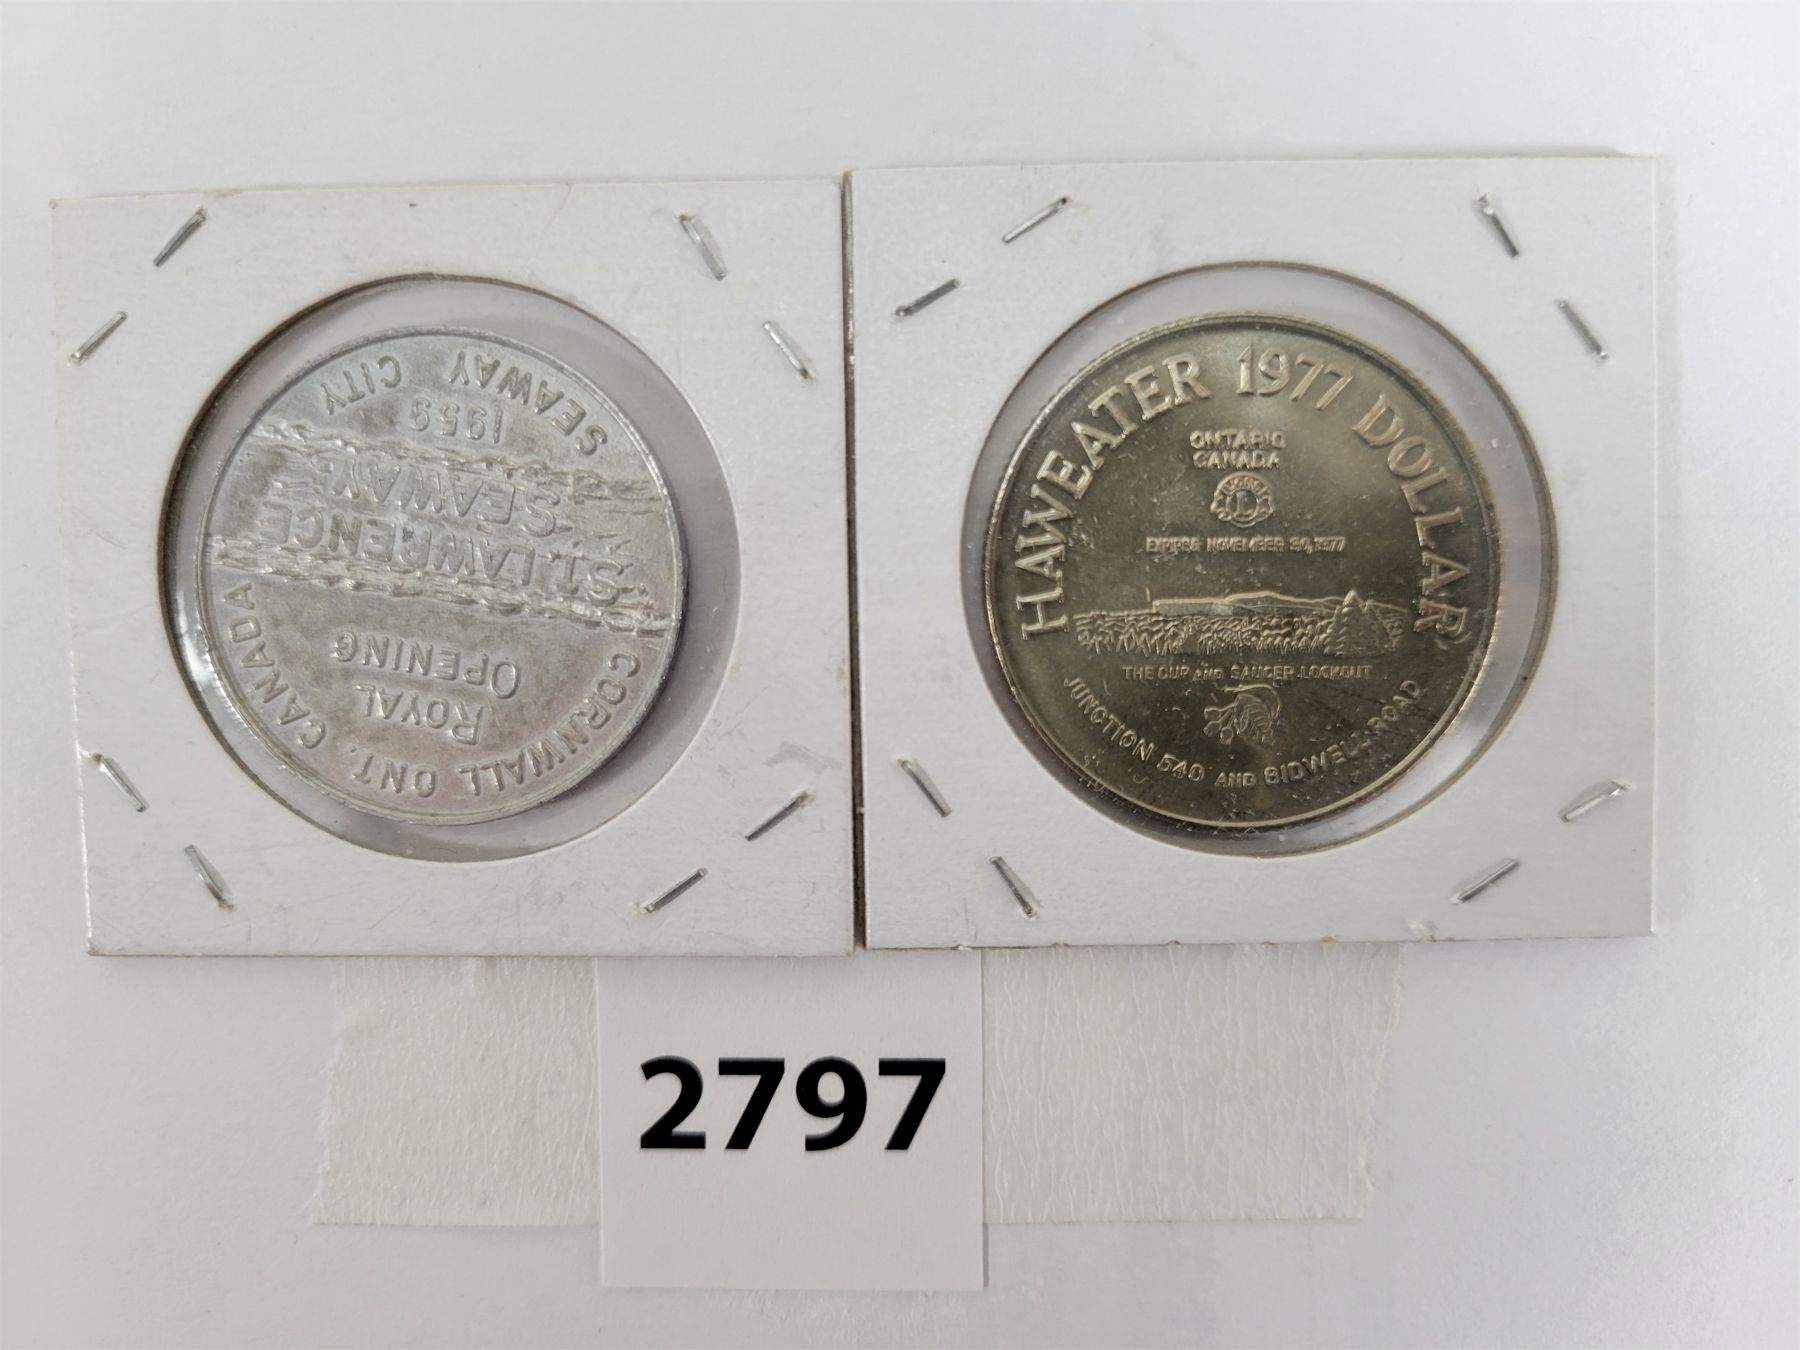 SEAWAY CITY
1959
ST. LAWRENCE
SEAWAY
ROYAL
OPENING
CORNWALL ONT. CANADA
HAWEATER 1977 DOLLAR
ONTARIO
CANADA
L
EXPIRES NOVEMBER 30, 1977
THE CUP AND SAUCER LOOKOUT
JUNCTION 540 AND BIDWELL ROAD
2797